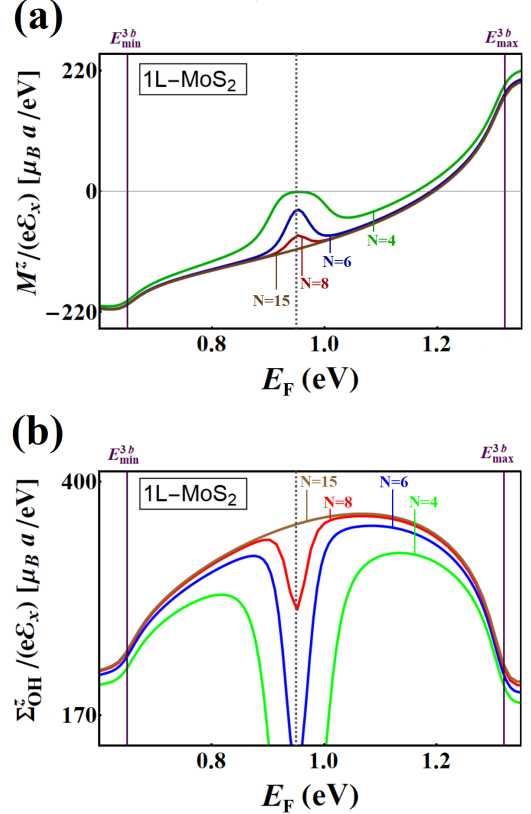 (a)
E^{3b}_{min}
E^{3b}_{max}
220
1L−MoS₂
0
N=4
N=6
N=8
N=15
−220
M^z/(eℰ_x) [μ_B a /eV]
0.8
1.0
1.2
E_F (eV)
(b)
E^{3b}_{min}
E^{3b}_{max}
400
1L−MoS₂
N=15
N=8
N=6
N=4
170
Σ^z_{OH}/(eℰ_x) [μ_B a/eV]
0.8
1.0
1.2
E_F (eV)